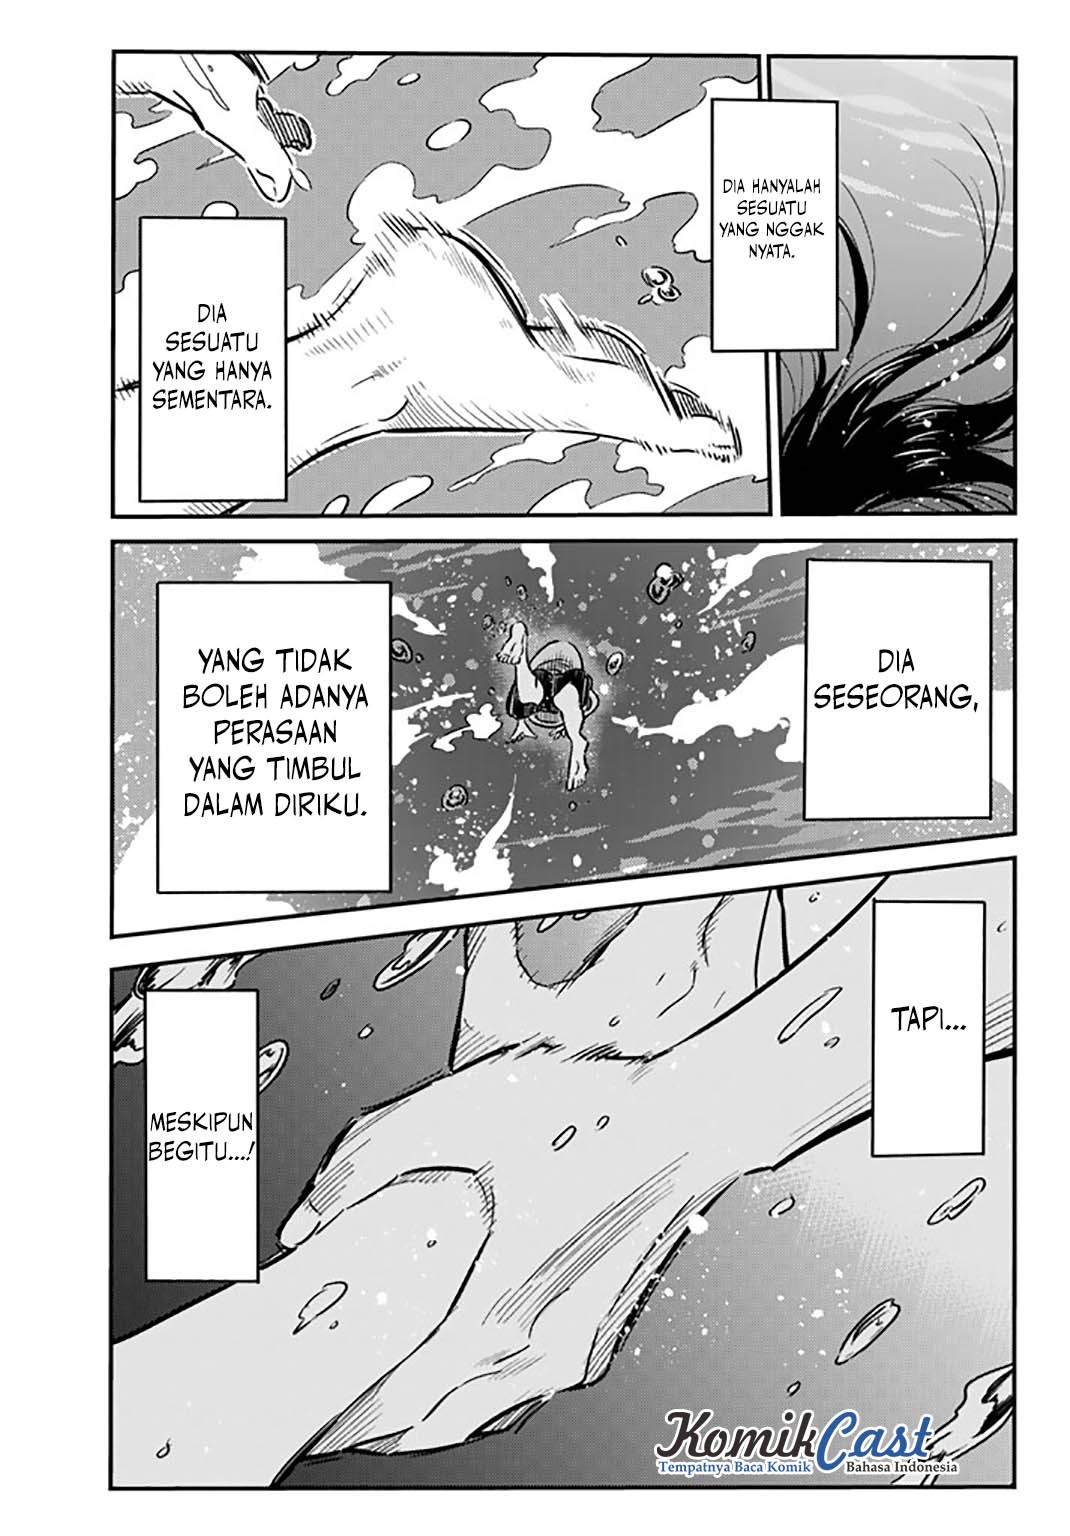 DIA HANYALAH
SESUATU
YANG NGGAK
NYATA.
DIA
SESUATU
YANG HANYA
SEMENTARA.
DIA
SESEORANG,
YANG TIDAK
BOLEH ADANYA
PERASAAN
YANG TIMBUL
DALAM DIRIKU.
TAPI...
MESKIPUN
BEGITU...!
KomikCast
Tempatnya Baca Komik Bahasa Indonesia